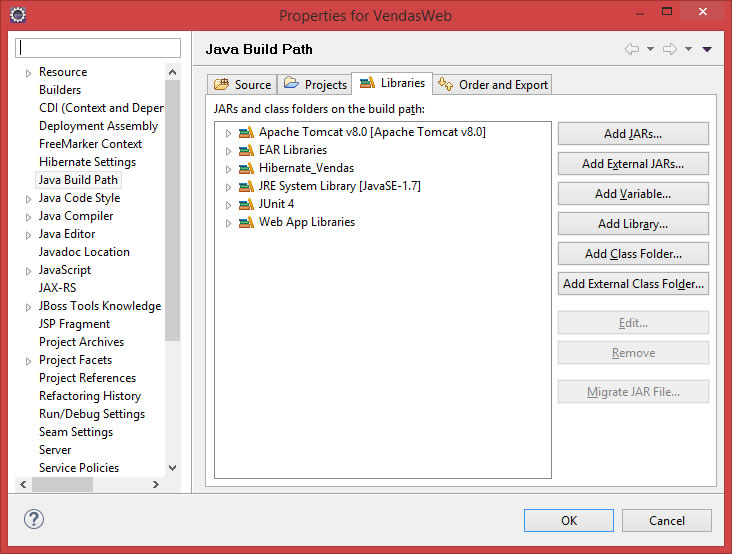 Properties for VendasWeb
Java Build Path
Resource
Builders
CDI (Context and Depen
Deployment Assembly
FreeMarker Context
Hibernate Settings
Java Build Path
Java Code Style
Java Compiler
Java Editor
Javadoc Location
JavaScript
JAX-RS
JBoss Tools Knowledge
JSP Fragment
Project Archives
Project Facets
Project References
Refactoring History
Run/Debug Settings
Seam Settings
Server
Service Policies
Source Projects Libraries Order and Export
JARs and class folders on the build path:
Apache Tomcat v8.0 [Apache Tomcat v8.0]
EAR Libraries
Hibernate_Vendas
JRE System Library [JavaSE-1.7]
JUnit 4
Web App Libraries
Add JARs...
Add External JARs...
Add Variable...
Add Library...
Add Class Folder...
Add External Class Folder...
Edit...
Remove
Migrate JAR File...
OK
Cancel